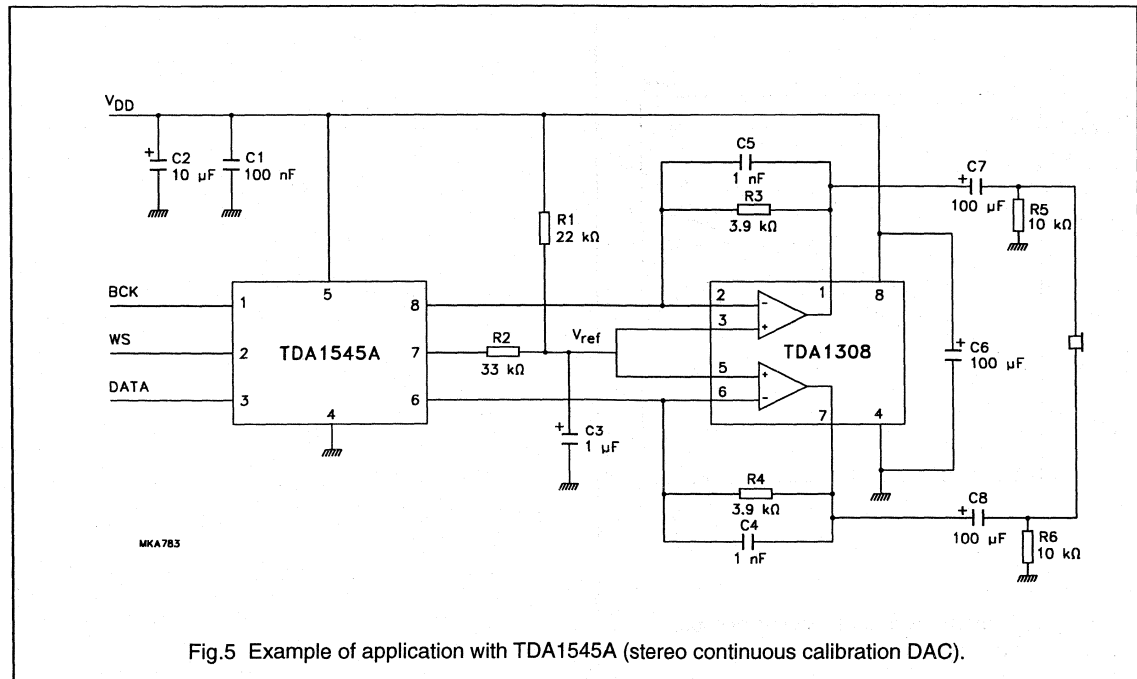 VDD
+ C2
10 µF
C1
100 nF
R1
22 kΩ
C5
1 nF
R3
3.9 kΩ
+ C7
100 µF
R5
10 kΩ
BCK
WS
DATA
1
2
3
5
4
8
7
6
TDA1545A
R2
33 kΩ
Vref
+ C3
1 µF
2
3
5
6
1
8
7
4
−
+
+
−
TDA1308
+ C6
100 µF
R4
3.9 kΩ
C4
1 nF
+ C8
100 µF
R6
10 kΩ
MKA783
Fig.5 Example of application with TDA1545A (stereo continuous calibration DAC).